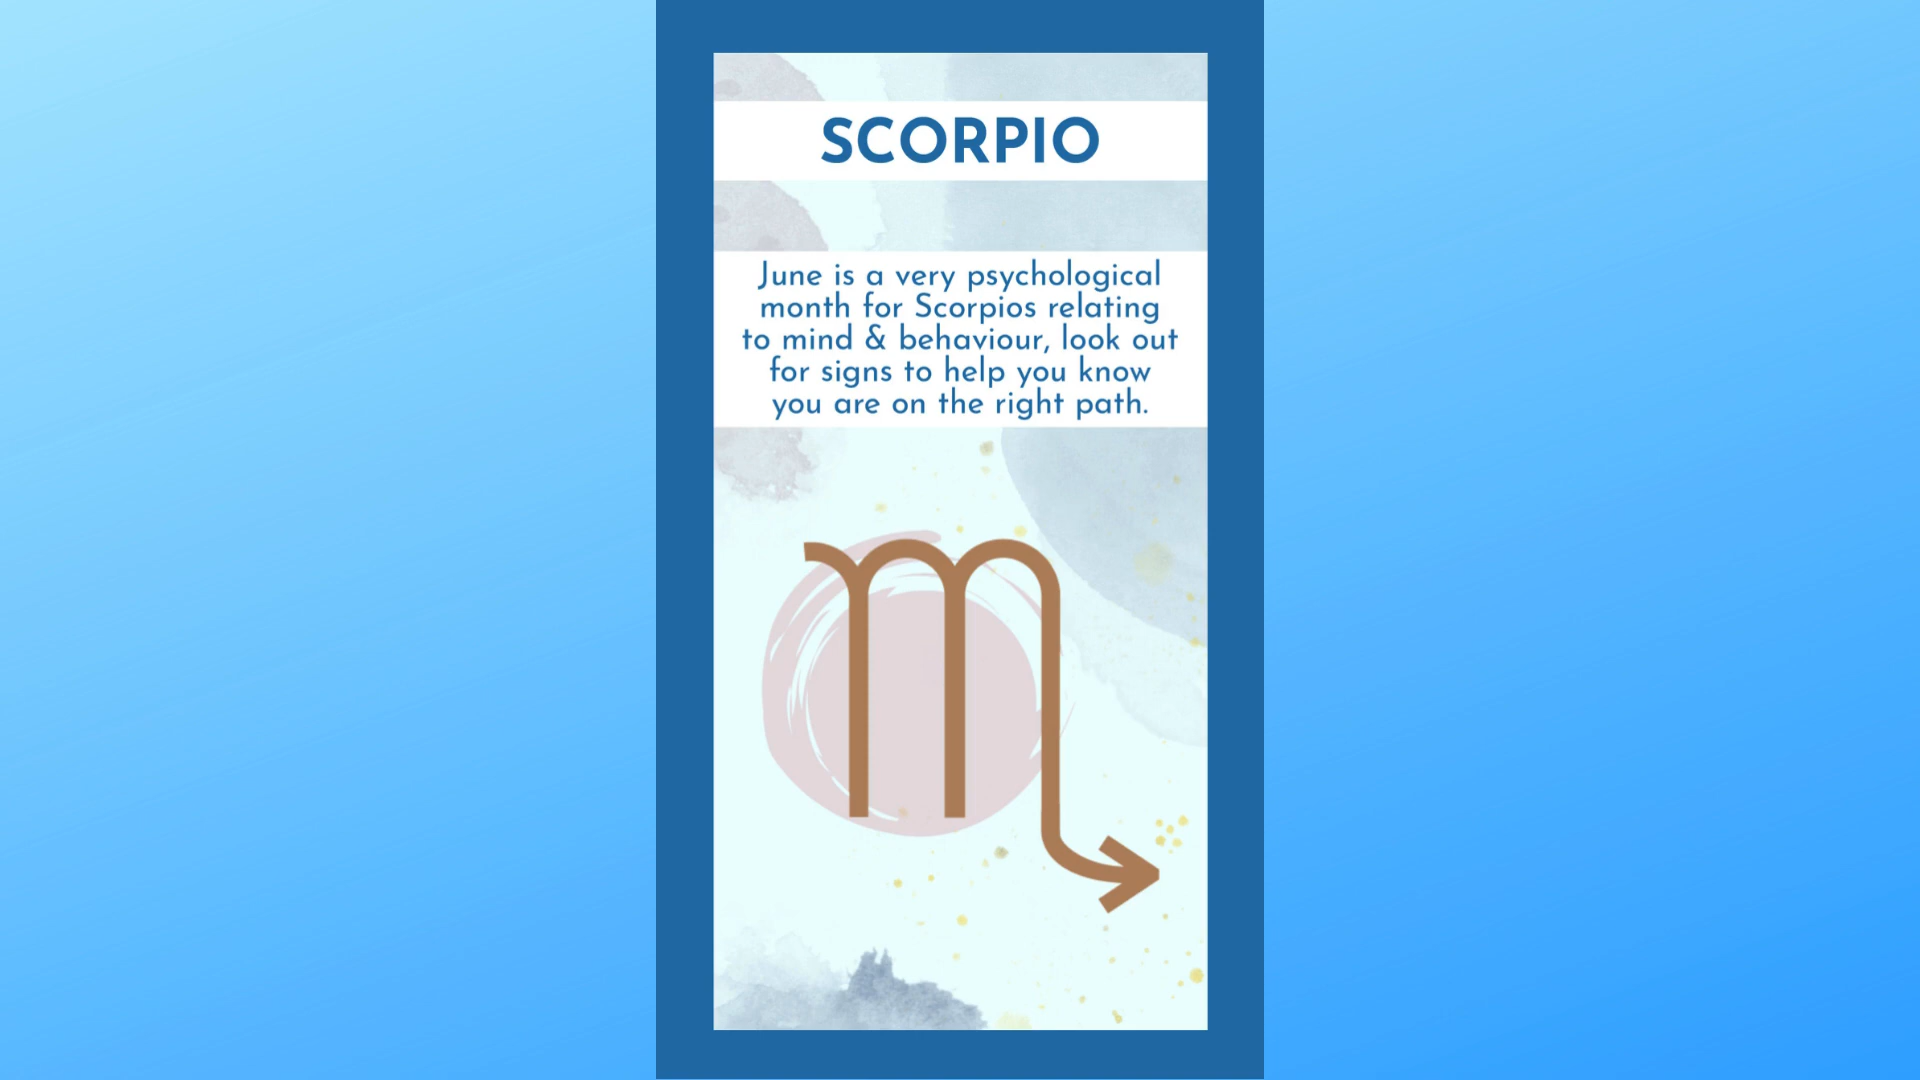 SCORPIO
June is a very psychological
month for Scorpios relating
to mind & behaviour, look out
for signs to help you know
you are on the right path.